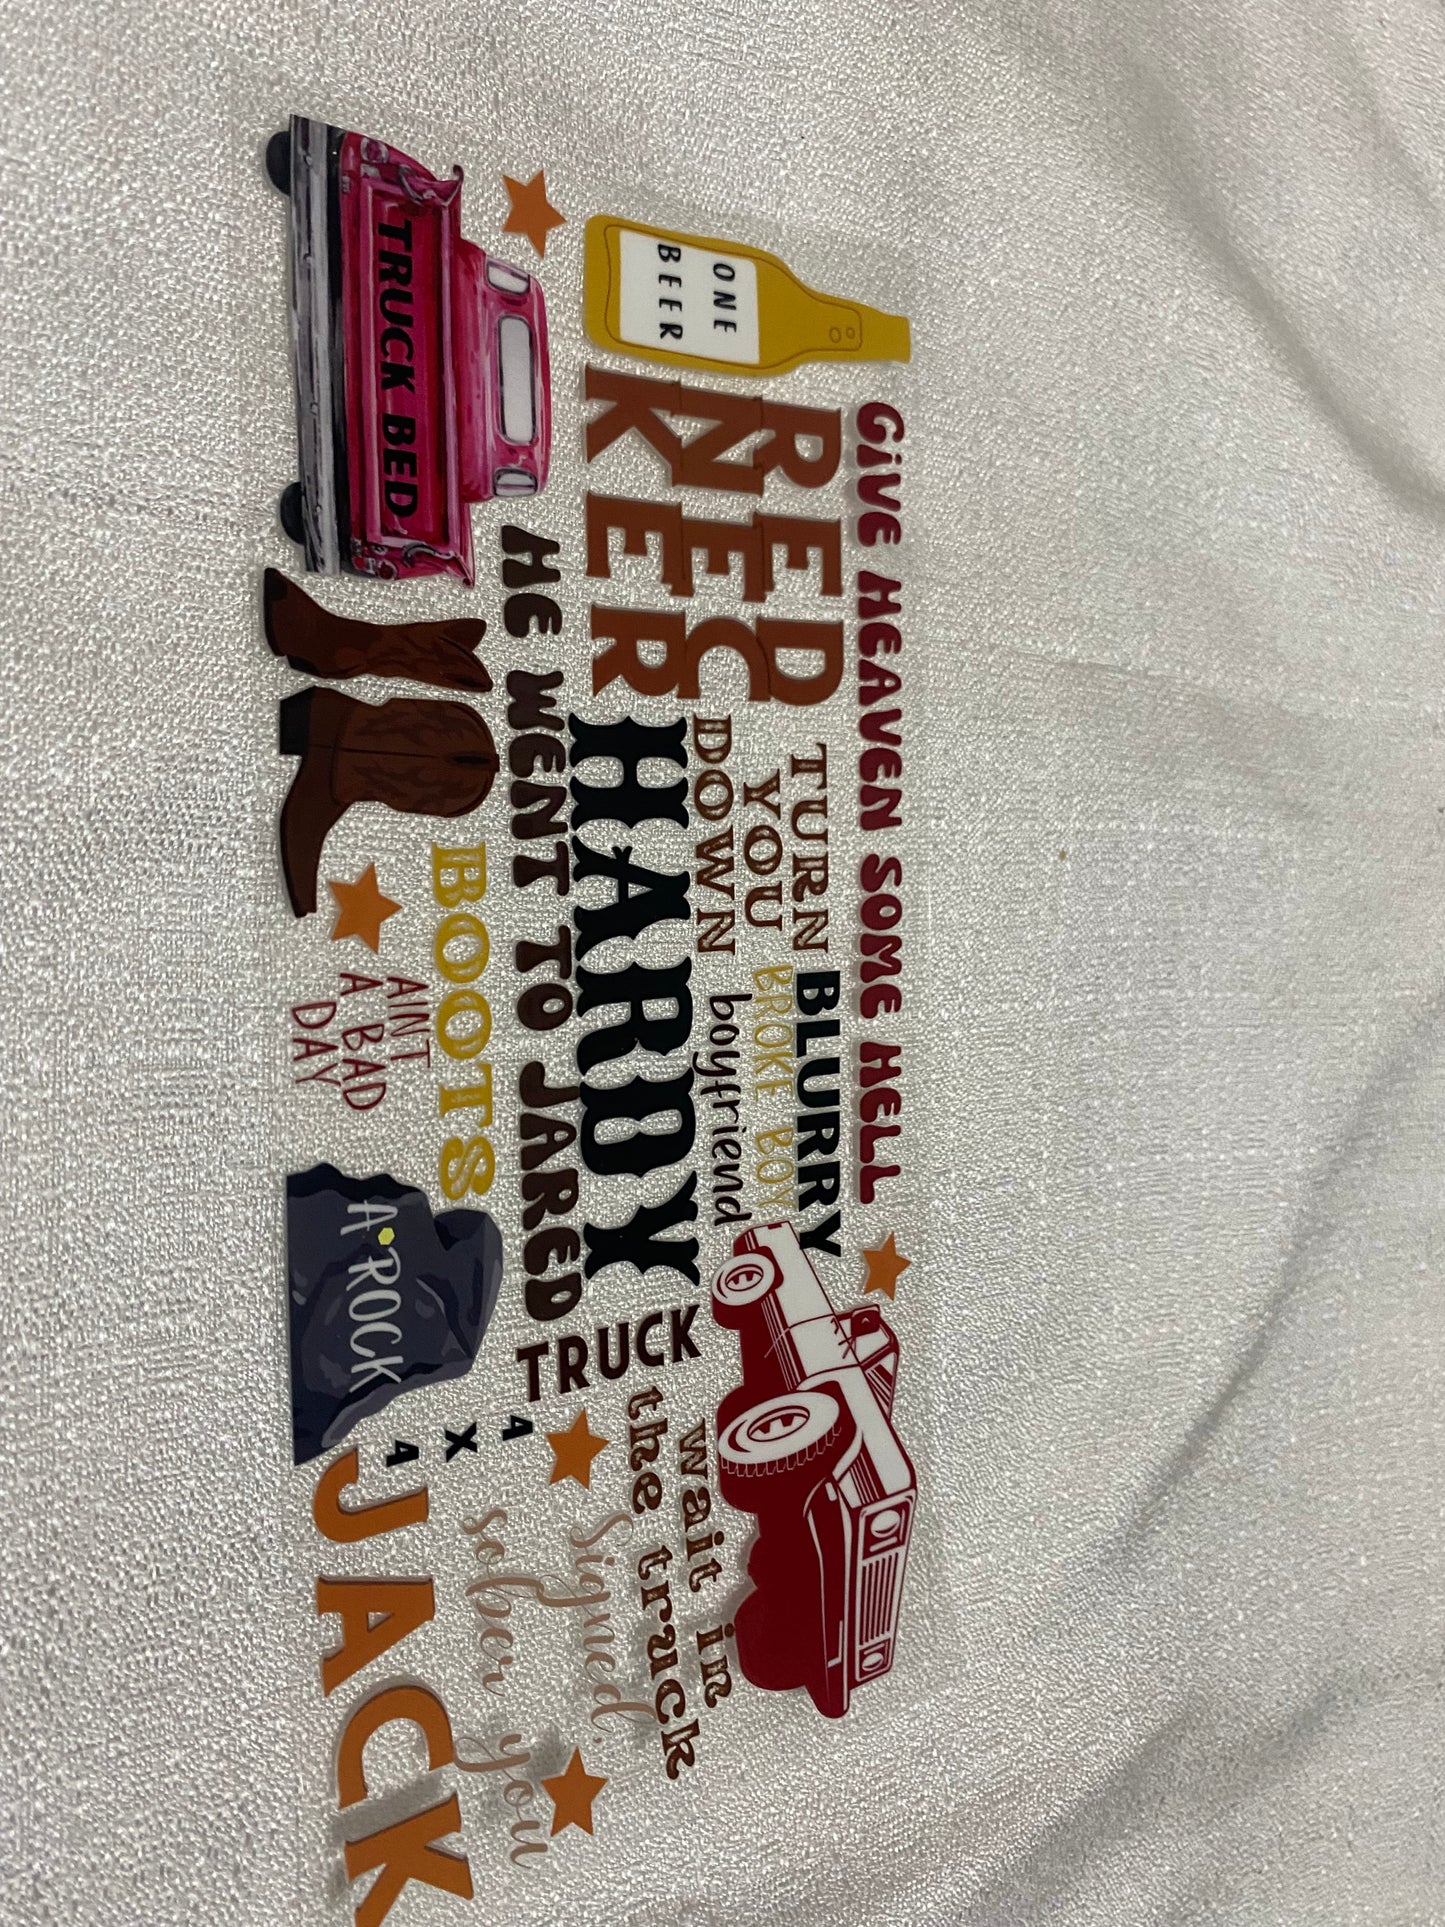 GiVE HEAVEN SOME HELL
ONE
BEER
RED
NEC
KER
TURN
YOU
DOWN
BLURRY
BROKE BOY
boyfriend
HARDY
HE WENT TO JARED
TRUCK BED
BOOTS
AINT
A BAD
DAY
A ROCK
TRUCK
4
X
4
wait in
the truck
Signed,
sober you
JACK